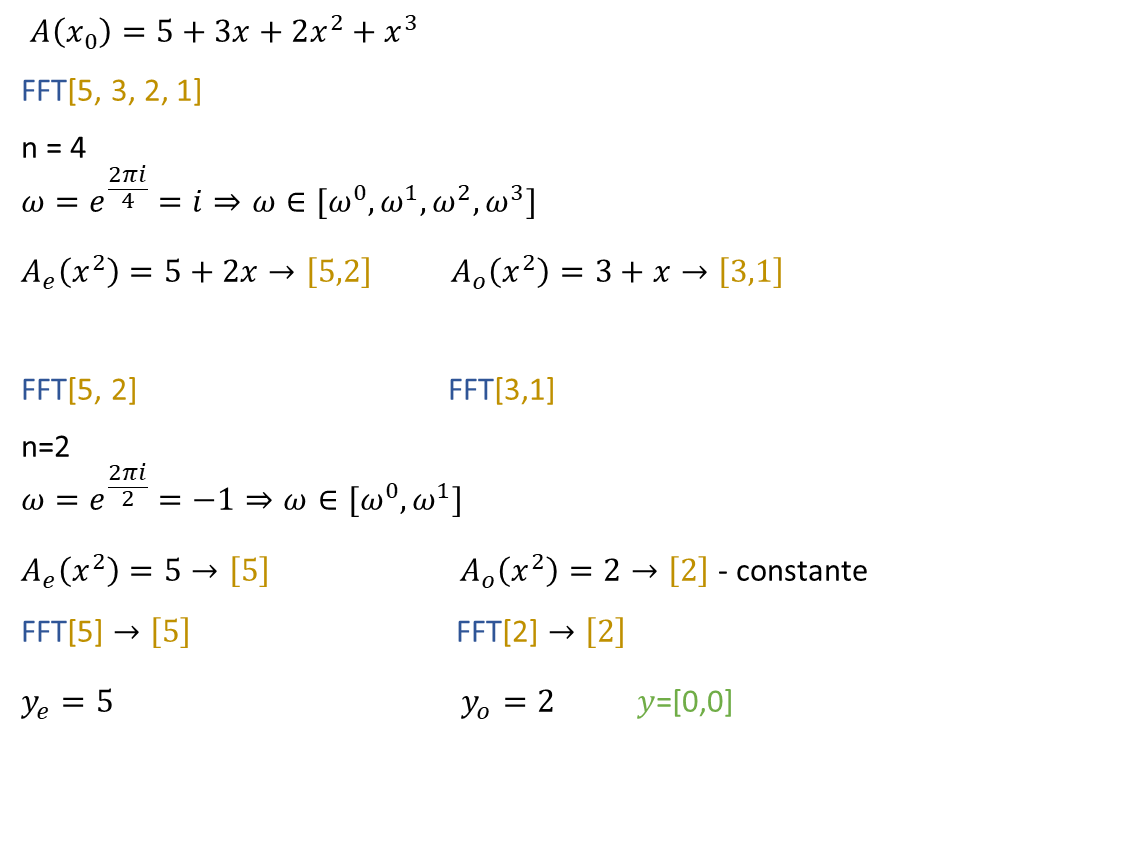 A(x₀) = 5 + 3x + 2x² + x³
FFT[5, 3, 2, 1]
n = 4
ω = e^(2πi/4) = i ⇒ ω ∈ [ω⁰, ω¹, ω², ω³]
Aₑ(x²) = 5 + 2x → [5,2] Aₒ(x²) = 3 + x → [3,1]
FFT[5, 2] FFT[3,1]
n=2
ω = e^(2πi/2) = −1 ⇒ ω ∈ [ω⁰, ω¹]
Aₑ(x²) = 5 → [5] Aₒ(x²) = 2 → [2] - constante
FFT[5] → [5] FFT[2] → [2]
yₑ = 5 yₒ = 2 y=[0,0]